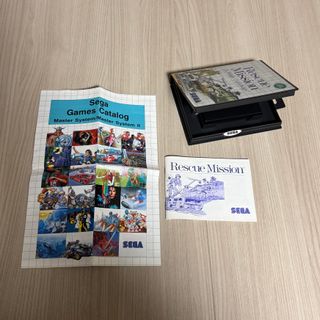 Sega
Games Catalog
Master System/Master System II
SEGA
Rescue
Mission
SEGA
Rescue Mission
SEGA